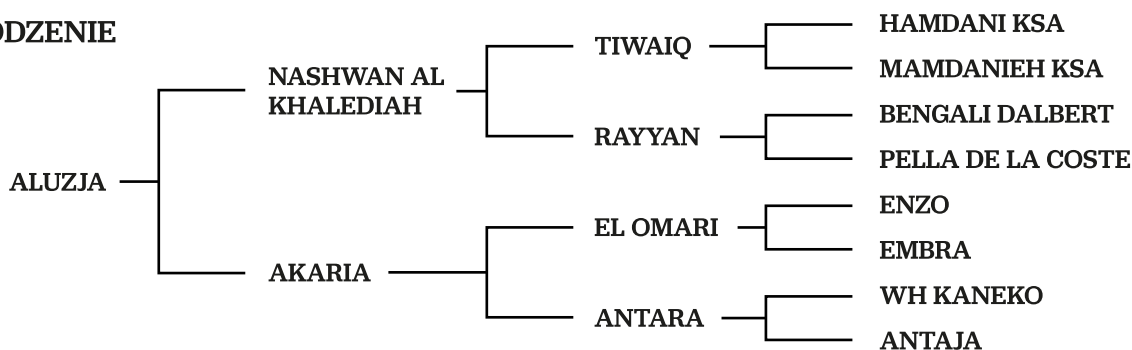 ODZENIE
HAMDANI KSA
TIWAIQ
MAMDANIEH KSA
NASHWAN AL
KHALEDIAH
BENGALI DALBERT
RAYYAN
PELLA DE LA COSTE
ALUZJA
ENZO
EL OMARI
EMBRA
AKARIA
WH KANEKO
ANTARA
ANTAJA